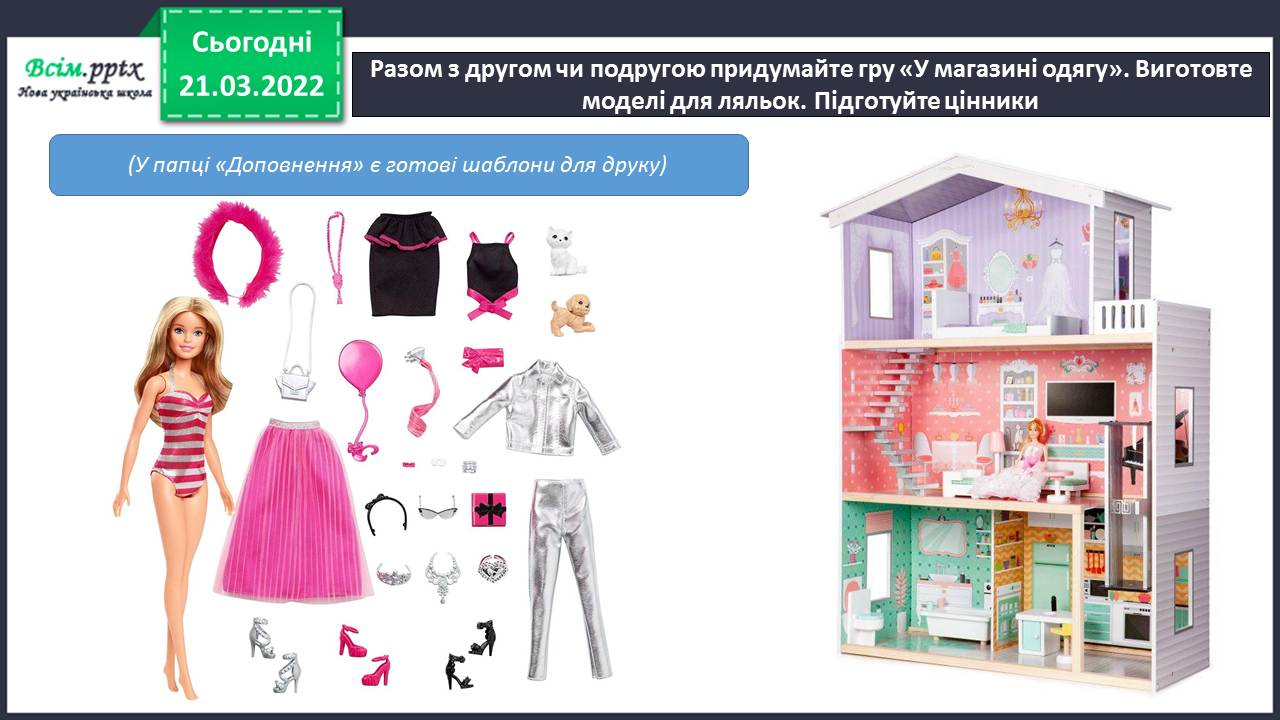 Сьогодні
21.03.2022
Всім.pptx
Нова українська школа
Разом з другом чи подругою придумайте гру «У магазині одягу». Виготовте
моделі для ляльок. Підготуйте цінники
(У папці «Доповнення» є готові шаблони для друку)